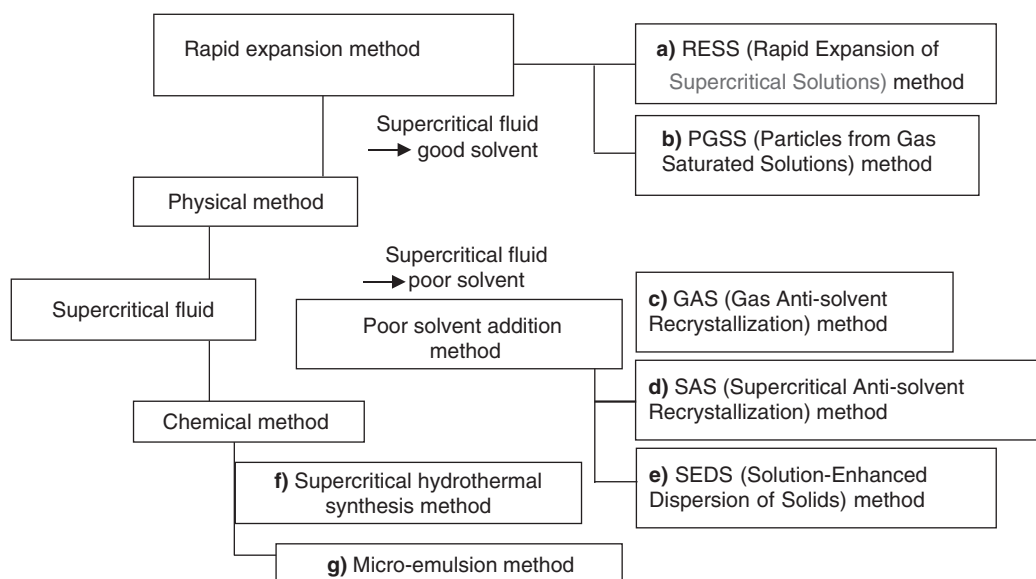 Rapid expansion method
a) RESS (Rapid Expansion of
Supercritical Solutions) method
Supercritical fluid
good solvent
b) PGSS (Particles from Gas
Saturated Solutions) method
Physical method
Supercritical fluid
poor solvent
Supercritical fluid
Poor solvent addition
method
c) GAS (Gas Anti-solvent
Recrystallization) method
d) SAS (Supercritical Anti-solvent
Recrystallization) method
Chemical method
e) SEDS (Solution-Enhanced
Dispersion of Solids) method
f) Supercritical hydrothermal
synthesis method
g) Micro-emulsion method